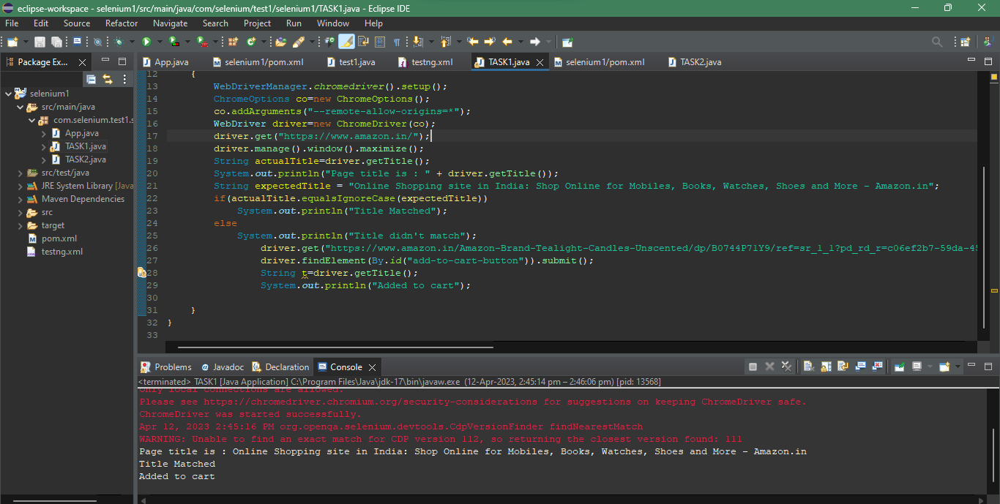 eclipse-workspace - selenium1/src/main/java/com/selenium/test1/selenium1/TASK1.java - Eclipse IDE
File Edit Source Refactor Navigate Search Project Run Window Help
Package Ex...
App.java selenium1/pom.xml test1.java testng.xml TASK1.java selenium1/pom.xml TASK2.java
selenium1
src/main/java
com.selenium.test1.s
App.java
TASK1.java
TASK2.java
src/test/java
JRE System Library [Java
Maven Dependencies
src
target
pom.xml
testng.xml
12 {
13 WebDriverManager.chromedriver().setup();
14 ChromeOptions co=new ChromeOptions();
15 co.addArguments("--remote-allow-origins=*");
16 WebDriver driver=new ChromeDriver(co);
17 driver.get("https://www.amazon.in/");
18 driver.manage().window().maximize();
19 String actualTitle=driver.getTitle();
20 System.out.println("Page title is : " + driver.getTitle());
21 String expectedTitle = "Online Shopping site in India: Shop Online for Mobiles, Books, Watches, Shoes and More - Amazon.in";
22 if(actualTitle.equalsIgnoreCase(expectedTitle))
23 System.out.println("Title Matched");
24 else
25 System.out.println("Title didn't match");
26 driver.get("https://www.amazon.in/Amazon-Brand-Tealight-Candles-Unscented/dp/B0744P71Y9/ref=sr_1_1?pd_rd_r=c06ef2b7-59da-4
27 driver.findElement(By.id("add-to-cart-button")).submit();
28 String t=driver.getTitle();
29 System.out.println("Added to cart");
30
31 }
32 }
33
Problems Javadoc Declaration Console
<terminated> TASK1 [Java Application] C:\Program Files\Java\jdk-17\bin\javaw.exe (12-Apr-2023, 2:45:14 pm – 2:46:06 pm) [pid: 13568]
Only local connections are allowed.
Please see https://chromedriver.chromium.org/security-considerations for suggestions on keeping ChromeDriver safe.
ChromeDriver was started successfully.
Apr 12, 2023 2:45:16 PM org.openqa.selenium.devtools.CdpVersionFinder findNearestMatch
WARNING: Unable to find an exact match for CDP version 112, so returning the closest version found: 111
Page title is : Online Shopping site in India: Shop Online for Mobiles, Books, Watches, Shoes and More - Amazon.in
Title Matched
Added to cart